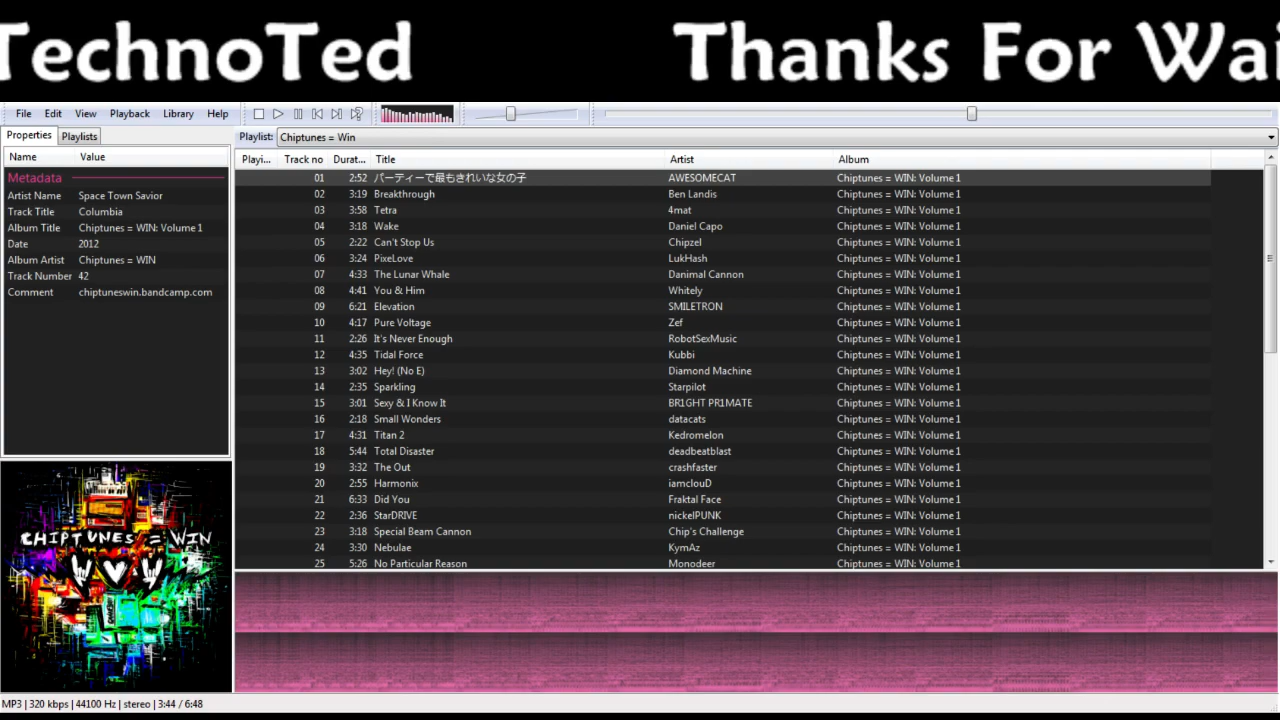 TechnoTed Thanks For Wai
File Edit View Playback Library Help
Properties Playlists
Playlist: Chiptunes = Win
Name Value
Metadata
Artist Name Space Town Savior
Track Title Columbia
Album Title Chiptunes = WIN: Volume 1
Date 2012
Album Artist Chiptunes = WIN
Track Number 42
Comment chiptuneswin.bandcamp.com
Playi... Track no Durat... Title Artist Album
01 2:52 パーティーで最もきれいな女の子 AWESOMECAT Chiptunes = WIN: Volume 1
02 3:19 Breakthrough Ben Landis Chiptunes = WIN: Volume 1
03 3:58 Tetra 4mat Chiptunes = WIN: Volume 1
04 3:18 Wake Daniel Capo Chiptunes = WIN: Volume 1
05 2:22 Can't Stop Us Chipzel Chiptunes = WIN: Volume 1
06 3:24 PixeLove LukHash Chiptunes = WIN: Volume 1
07 4:33 The Lunar Whale Danimal Cannon Chiptunes = WIN: Volume 1
08 4:41 You & Him Whitely Chiptunes = WIN: Volume 1
09 6:21 Elevation SMILETRON Chiptunes = WIN: Volume 1
10 4:17 Pure Voltage Zef Chiptunes = WIN: Volume 1
11 2:26 It's Never Enough RobotSexMusic Chiptunes = WIN: Volume 1
12 4:35 Tidal Force Kubbi Chiptunes = WIN: Volume 1
13 3:02 Hey! (No E) Diamond Machine Chiptunes = WIN: Volume 1
14 2:35 Sparkling Starpilot Chiptunes = WIN: Volume 1
15 3:01 Sexy & I Know It BR1GHT PR1MATE Chiptunes = WIN: Volume 1
16 2:18 Small Wonders datacats Chiptunes = WIN: Volume 1
17 4:31 Titan 2 Kedromelon Chiptunes = WIN: Volume 1
18 5:44 Total Disaster deadbeatblast Chiptunes = WIN: Volume 1
19 3:32 The Out crashfaster Chiptunes = WIN: Volume 1
20 2:55 Harmonix iamclouD Chiptunes = WIN: Volume 1
21 6:33 Did You Fraktal Face Chiptunes = WIN: Volume 1
22 2:36 StarDRIVE nickelPUNK Chiptunes = WIN: Volume 1
23 3:18 Special Beam Cannon Chip's Challenge Chiptunes = WIN: Volume 1
24 3:30 Nebulae KymAz Chiptunes = WIN: Volume 1
25 5:26 No Particular Reason Monodeer Chiptunes = WIN: Volume 1
CHIPTUNES = WIN
MP3 | 320 kbps | 44100 Hz | stereo | 3:44 / 6:48